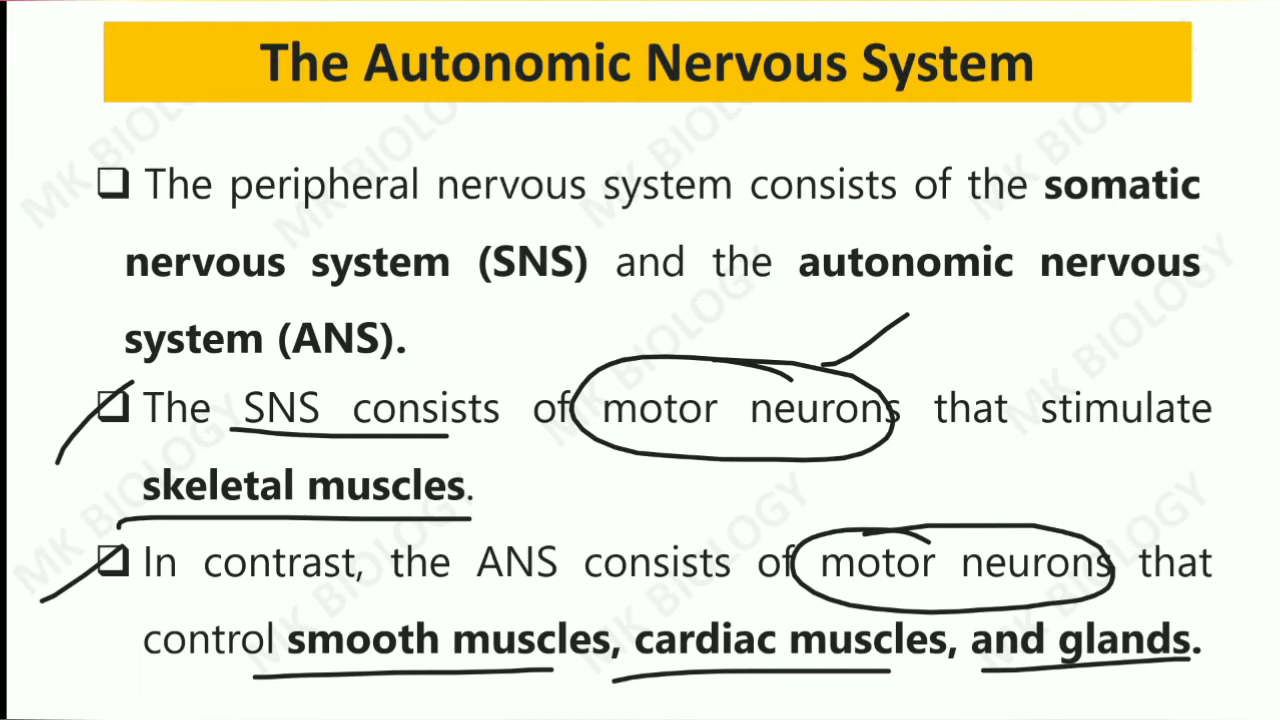 The Autonomic Nervous System
❑ The peripheral nervous system consists of the somatic
nervous system (SNS) and the autonomic nervous
system (ANS).
❑ The SNS consists of motor neurons that stimulate
skeletal muscles.
❑ In contrast, the ANS consists of motor neurons that
control smooth muscles, cardiac muscles, and glands.
MK BIOLOGY